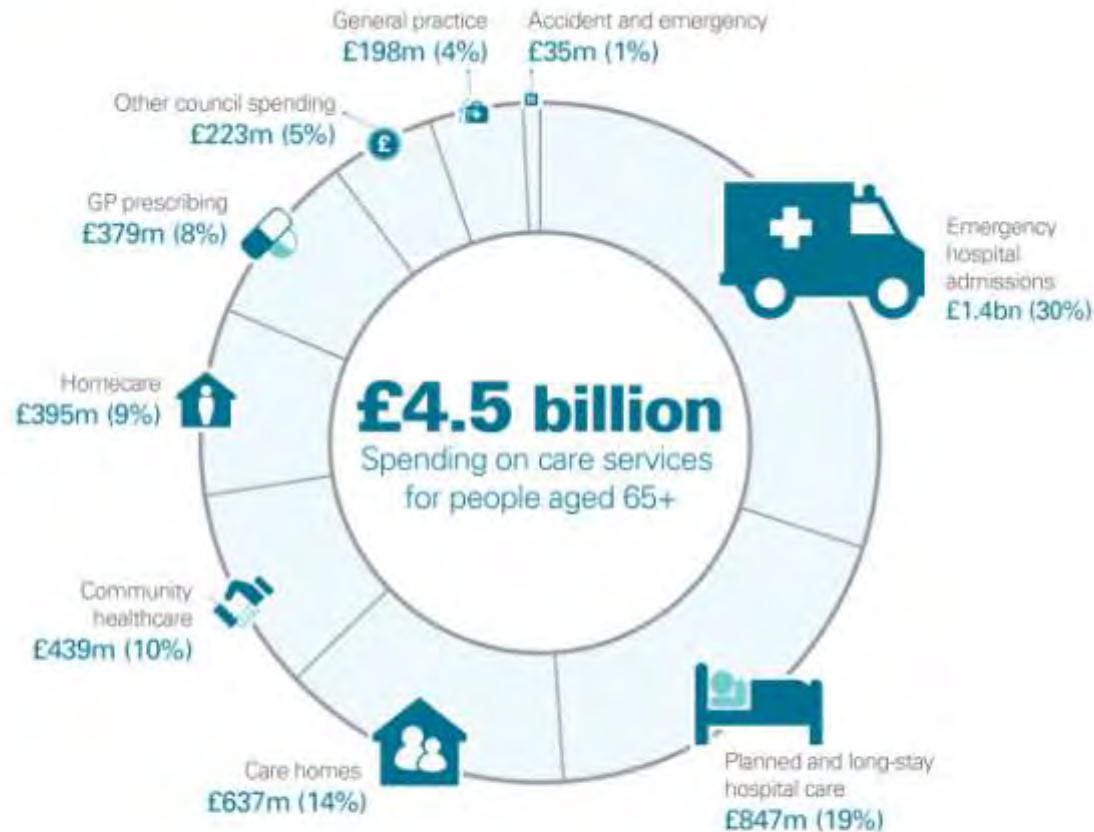 General practice
£198m (4%)
Accident and emergency
£35m (1%)
Other council spending
£223m (5%)
£
GP prescribing
£379m (8%)
Emergency
hospital
admissions
£1.4bn (30%)
Homecare
£395m (9%)
£4.5 billion
Spending on care services
for people aged 65+
Community
healthcare
£439m (10%)
Care homes
£637m (14%)
Planned and long-stay
hospital care
£847m (19%)